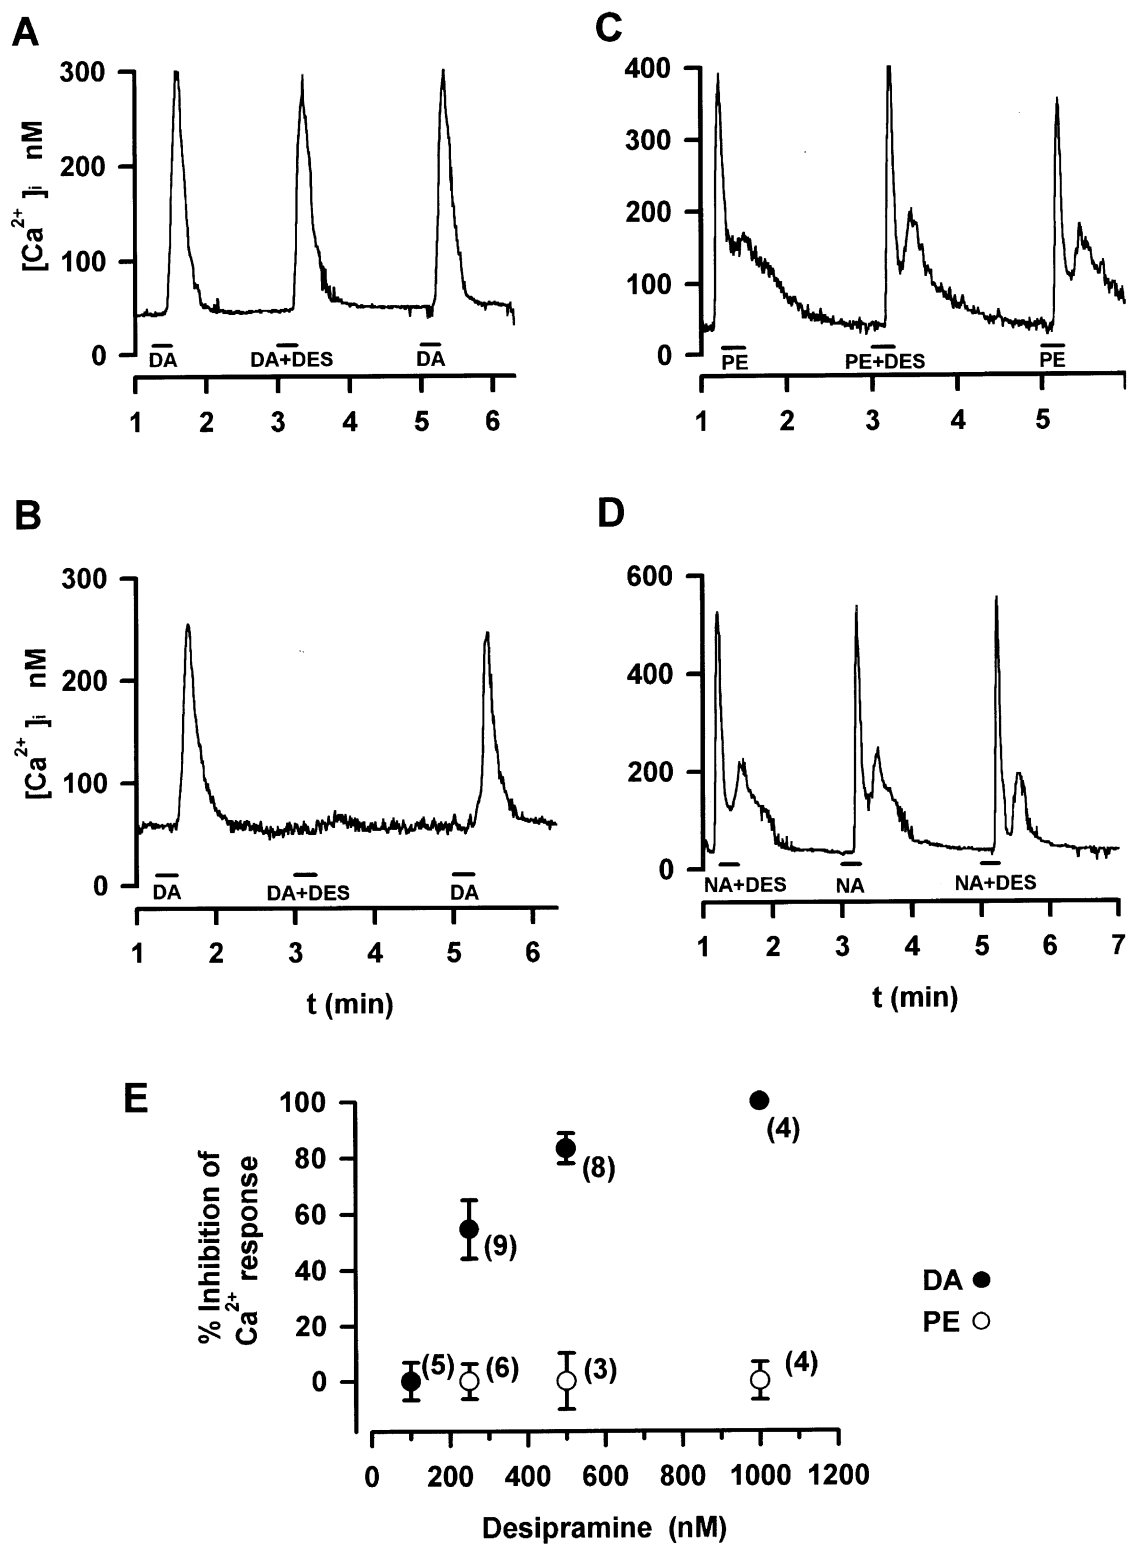 A
300
200
100
0
[Ca2+]i nM
DA
DA+DES
DA
1 2 3 4 5 6
C
400
300
200
100
0
PE
PE+DES
PE
1 2 3 4 5
B
300
200
100
0
[Ca2+]i nM
DA
DA+DES
DA
1 2 3 4 5 6
t (min)
D
600
400
200
0
NA+DES
NA
NA+DES
1 2 3 4 5 6 7
t (min)
E
100
80
60
40
20
0
% Inhibition of
Ca2+ response
(4)
(8)
(9)
(5)
(6)
(3)
(4)
DA
PE
0 200 400 600 800 1000 1200
Desipramine (nM)